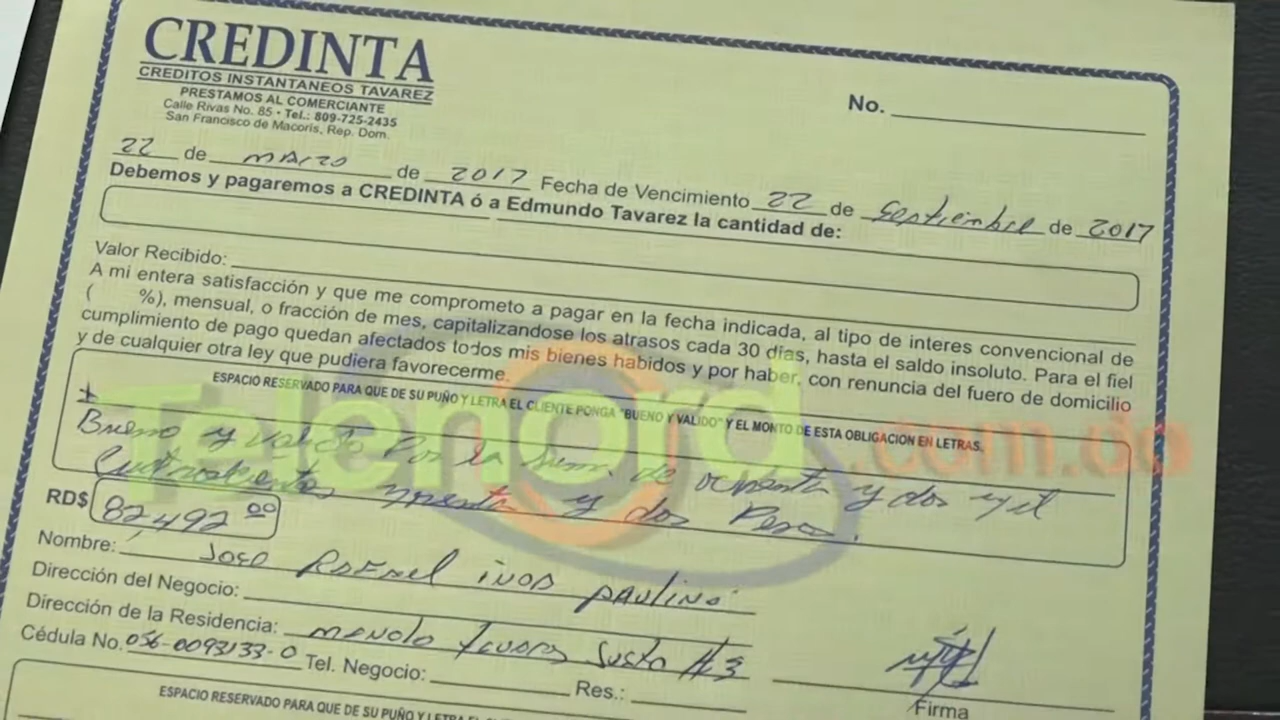 CREDINTA
CREDITOS INSTANTANEOS TAVAREZ
PRESTAMOS AL COMERCIANTE
Calle Rivas No. 85 • Tel.: 809-725-2435
San Francisco de Macorís, Rep. Dom.
No.
22 de marzo de 2017 Fecha de Vencimiento 22 de Septiembre de 2017
Debemos y pagaremos a CREDINTA ó a Edmundo Tavarez la cantidad de:
Valor Recibido:
A mi entera satisfacción y que me comprometo a pagar en la fecha indicada, al tipo de interes convencional de
( %), mensual, o fracción de mes, capitalizandose los atrasos cada 30 días, hasta el saldo insoluto. Para el fiel
cumplimiento de pago quedan afectados todos mis bienes habidos y por haber, con renuncia del fuero de domicilio
y de cualquier otra ley que pudiera favorecerme.
ESPACIO RESERVADO PARA QUE DE SU PUÑO Y LETRA EL CLIENTE PONGA "BUENO Y VALIDO" Y EL MONTO DE ESTA OBLIGACION EN LETRAS.
Bueno y valido Por la suma de ochenta y dos mil
Cuatrocientos noventa y dos Pesos.
RD$ 82,492.00
Nombre: Jose Rafael
Paulino
Dirección del Negocio:
Dirección de la Residencia: Manolo Tavares Justo #3
Cédula No. 056-0093133-0 Tel. Negocio: Res.:
Firma
ESPACIO RESERVADO PARA QUE DE SU PUÑO Y LETRA EL
Telenord.com.do